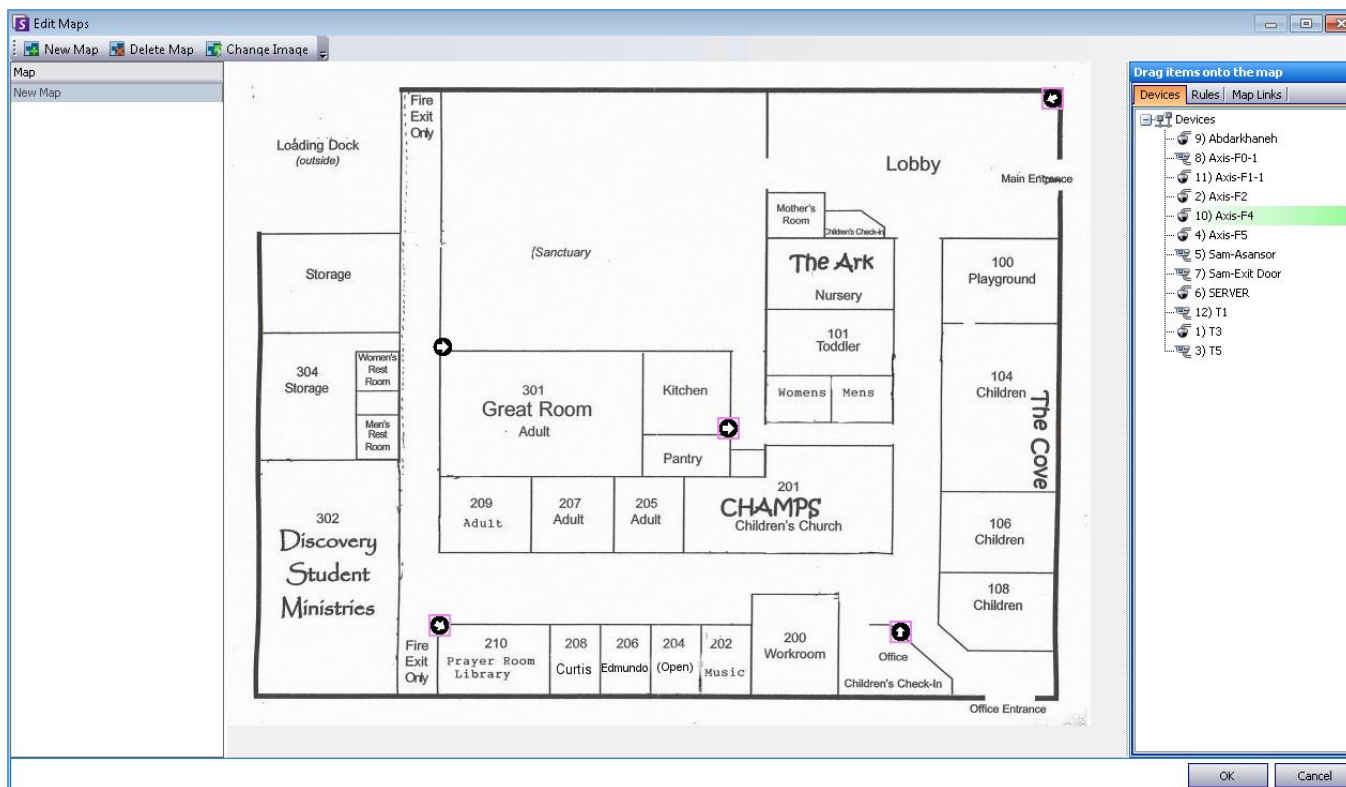 Edit Maps
New Map Delete Map Change Image
Map
New Map
Fire
Exit
Only
Loading Dock
(outside)
Lobby
Main Entrance
Mother's
Room
Children's Check-in
Sanctuary
The Ark
Nursery
100
Playground
Storage
101
Toddler
304
Storage
Women's
Rest
Room
Men's
Rest
Room
301
Great Room
Adult
Kitchen
Womens Mens
104
Children
The Cove
Pantry
209
Adult
207
Adult
205
Adult
201
CHAMPS
Children's Church
302
Discovery
Student
Ministries
106
Children
108
Children
Fire
Exit
Only
210
Prayer Room
Library
208
Curtis
206
Edmundo
204
(Open)
202
Music
200
Workroom
Office
Children's Check-In
Office Entrance
Drag items onto the map
Devices Rules Map Links
Devices
9) Abdarkhaneh
8) Axis-F0-1
11) Axis-F1-1
2) Axis-F2
10) Axis-F4
4) Axis-F5
5) Sam-Asansor
7) Sam-Exit Door
6) SERVER
12) T1
1) T3
3) T5
OK Cancel